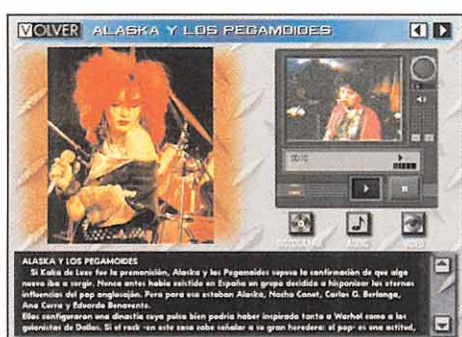 VOLVER ALASKA Y LOS PEGAMOIDES
AUDIO
VIDEO
ALASKA Y LOS PEGAMOIDES
Si Kaka de Luxe fue la premonición, Alaska y los Pegamoides supuso la confirmación de que algo
nuevo iba a surgir. Nunca antes había existido en España un grupo decidido a hispanizar las eternas
influencias del pop anglosajón. Pero para eso estaban Alaska, Nacho Canut, Carlos G. Berlanga,
Ana Curra y Eduardo Benavente.
Ellos configuraron una dinastía cuyo pulso bien podría haber inspirado tanto a Warhol como a los
guionistas de Dallas. Si el rock -en este caso cabe señalar a su gran heredero: el pop- es una actitud,